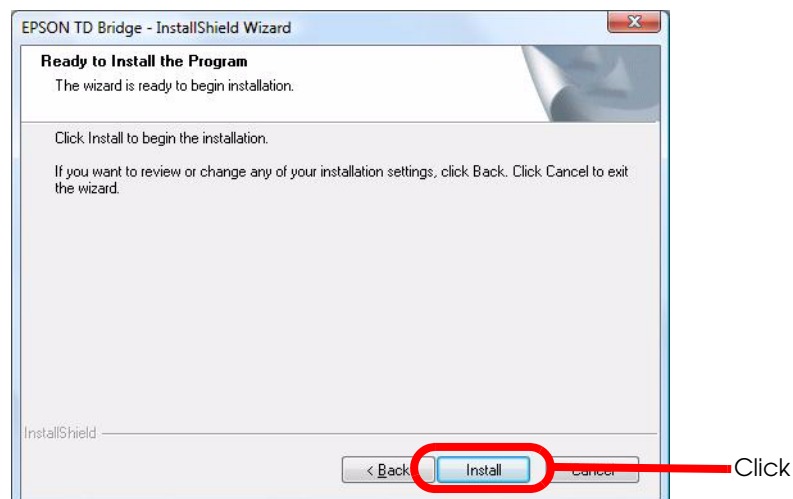 EPSON TD Bridge - InstallShield Wizard
Ready to Install the Program
The wizard is ready to begin installation.
Click Install to begin the installation.
If you want to review or change any of your installation settings, click Back. Click Cancel to exit
the wizard.
InstallShield
< Back Install Cancel Click